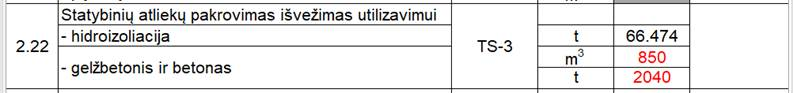 Statybinių atliekų pakrovimas išvežimas utilizavimui
2.22 - hidroizoliacija TS-3 t 66.474
- gelžbetonis ir betonas m³ 850
t 2040